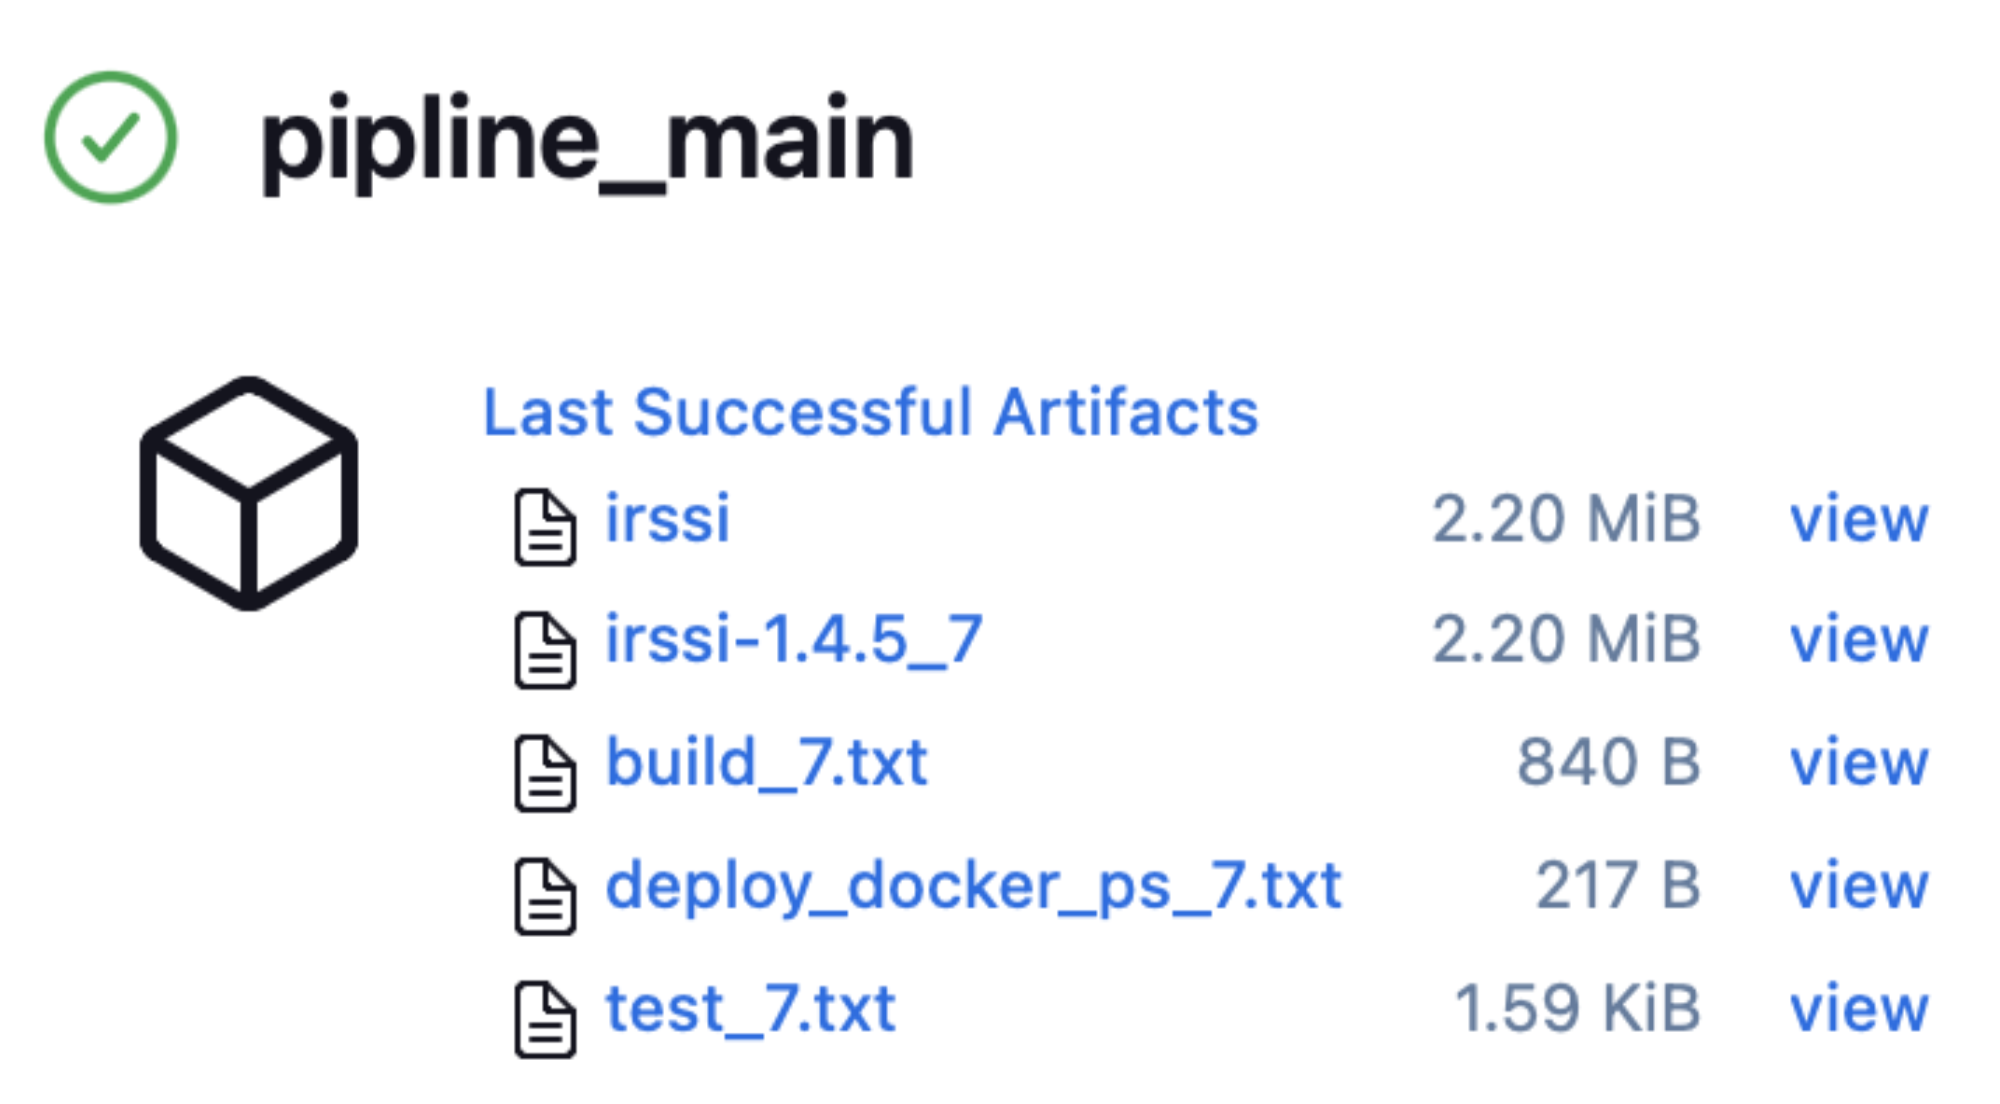 pipline_main
Last Successful Artifacts
irssi 2.20 MiB view
irssi-1.4.5_7 2.20 MiB view
build_7.txt 840 B view
deploy_docker_ps_7.txt 217 B view
test_7.txt 1.59 KiB view